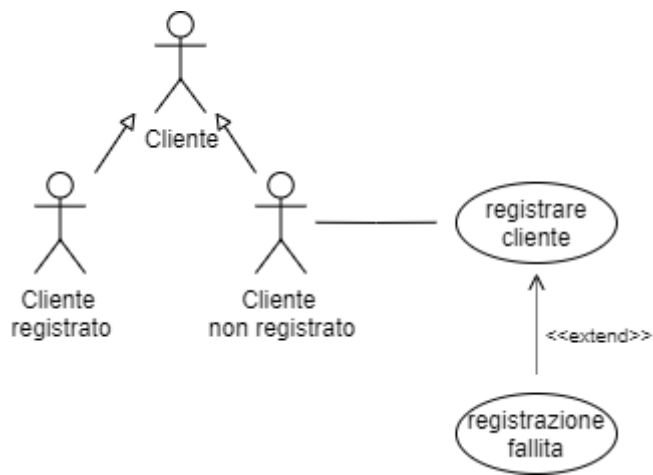 Cliente
Cliente
registrato
Cliente
non registrato
registrare
cliente
<<extend>>
registrazione
fallita